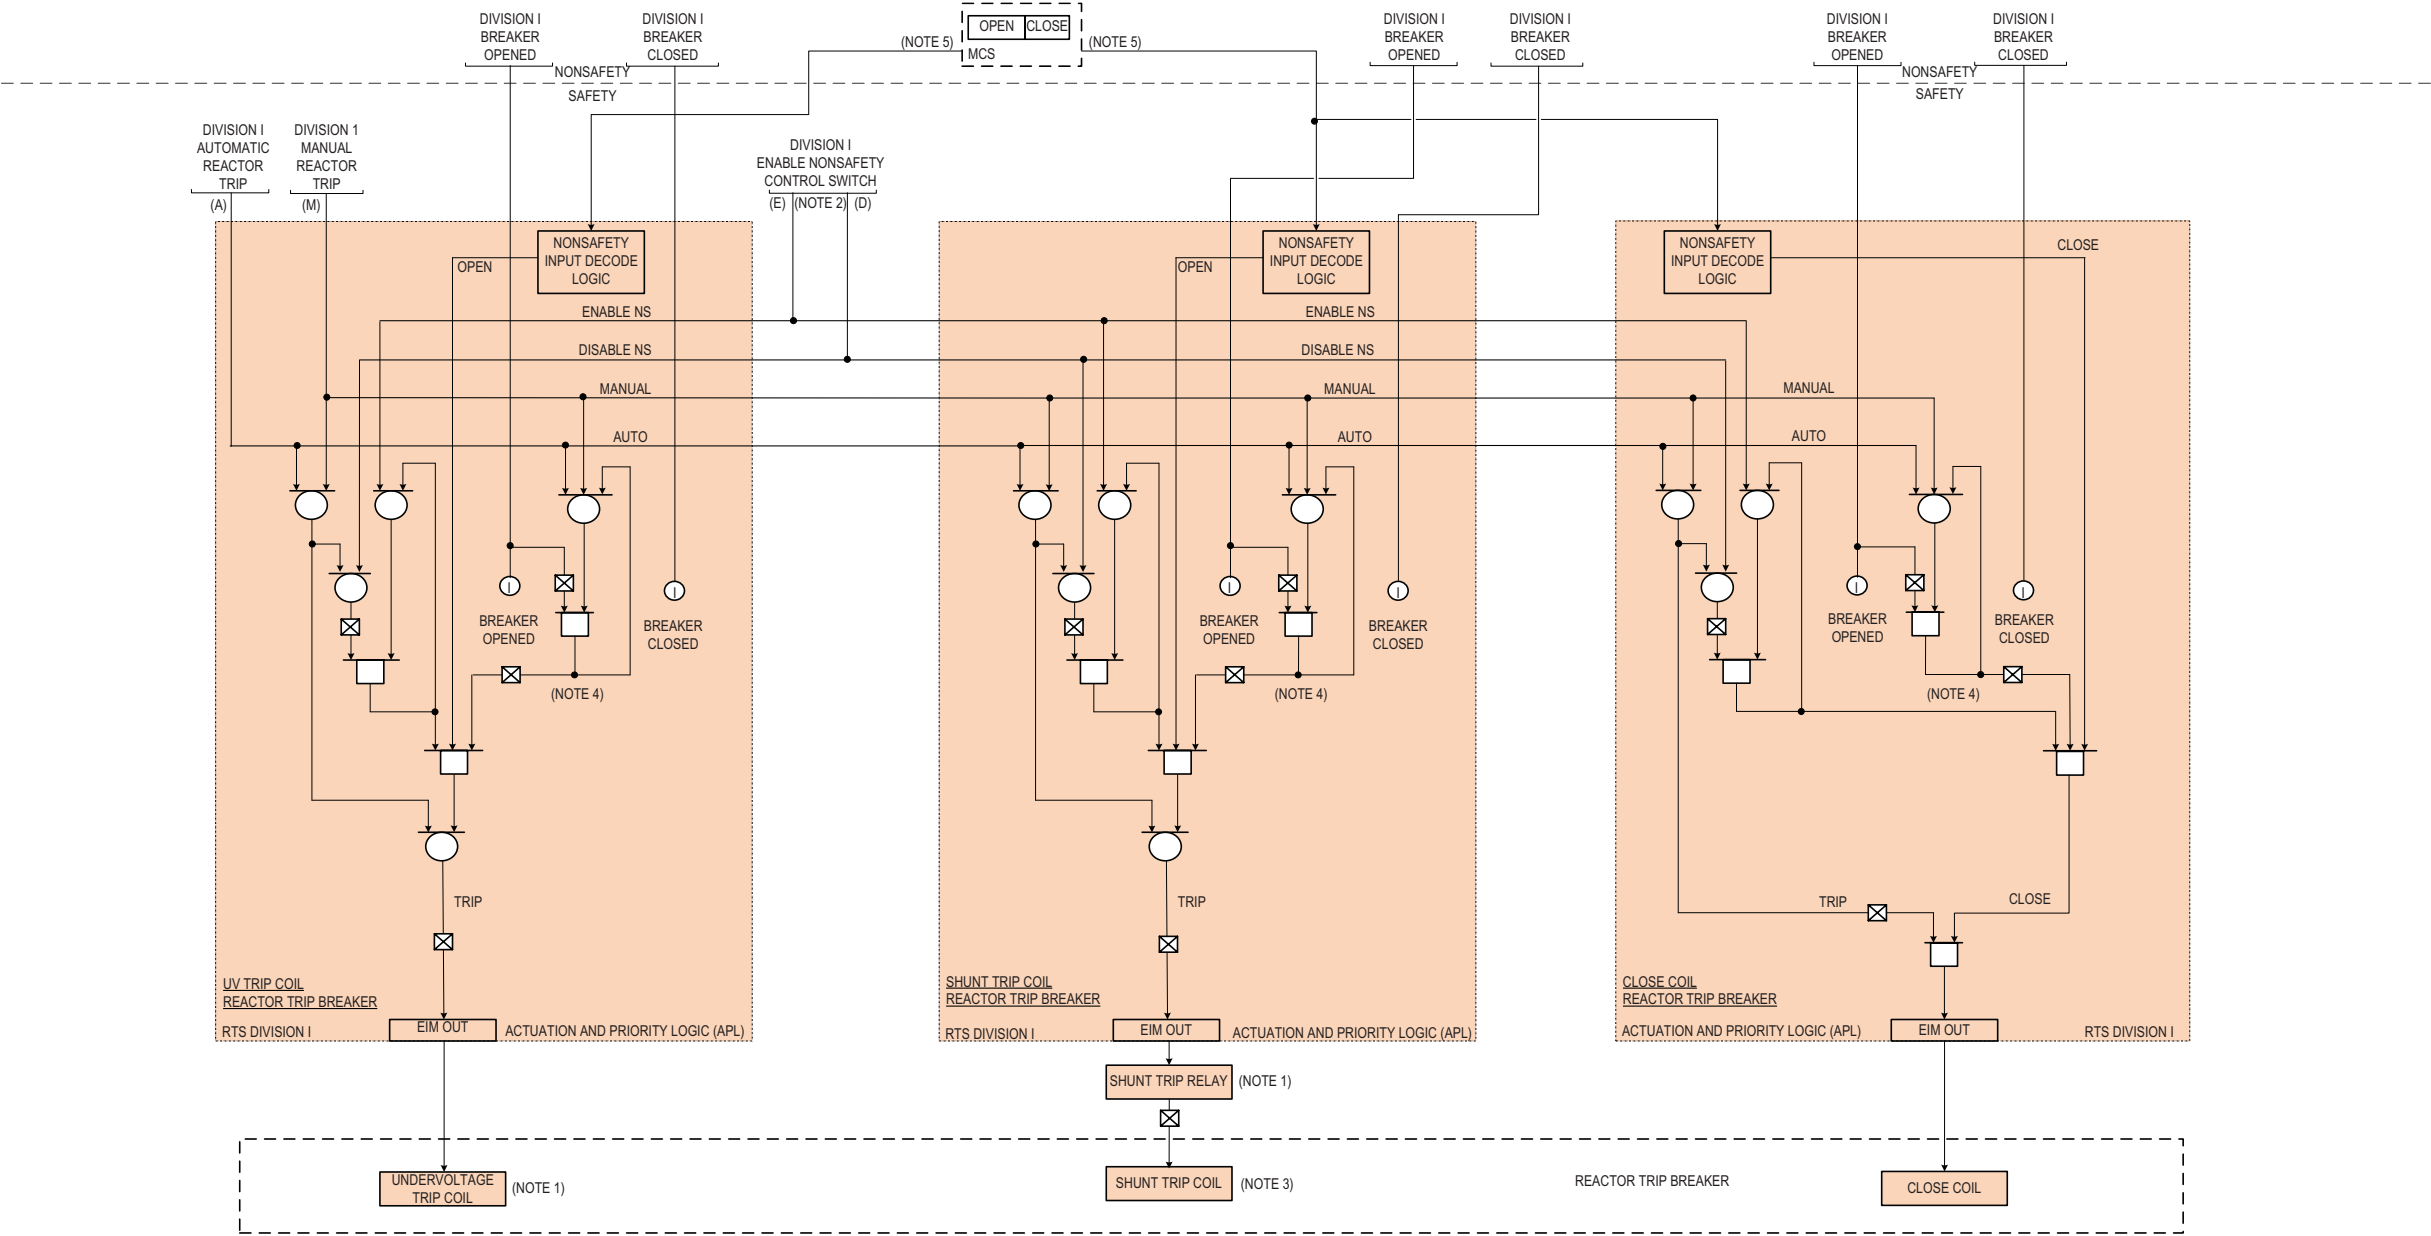 DIVISION I
BREAKER
OPENED
DIVISION I
BREAKER
CLOSED
(NOTE 5)
OPEN
CLOSE
MCS
(NOTE 5)
DIVISION I
BREAKER
OPENED
DIVISION I
BREAKER
CLOSED
DIVISION I
BREAKER
OPENED
DIVISION I
BREAKER
CLOSED
NONSAFETY
SAFETY
NONSAFETY
SAFETY
DIVISION I
AUTOMATIC
REACTOR
TRIP
(A)
DIVISION 1
MANUAL
REACTOR
TRIP
(M)
DIVISION I
ENABLE NONSAFETY
CONTROL SWITCH
(E) (NOTE 2) (D)
NONSAFETY
INPUT DECODE
LOGIC
OPEN
ENABLE NS
DISABLE NS
MANUAL
AUTO
I
BREAKER
OPENED
I
BREAKER
CLOSED
(NOTE 4)
TRIP
UV TRIP COIL
REACTOR TRIP BREAKER
RTS DIVISION I
EIM OUT
ACTUATION AND PRIORITY LOGIC (APL)
NONSAFETY
INPUT DECODE
LOGIC
OPEN
ENABLE NS
DISABLE NS
MANUAL
AUTO
I
BREAKER
OPENED
I
BREAKER
CLOSED
(NOTE 4)
TRIP
SHUNT TRIP COIL
REACTOR TRIP BREAKER
RTS DIVISION I
EIM OUT
ACTUATION AND PRIORITY LOGIC (APL)
NONSAFETY
INPUT DECODE
LOGIC
CLOSE
MANUAL
AUTO
I
BREAKER
OPENED
I
BREAKER
CLOSED
(NOTE 4)
TRIP
CLOSE
CLOSE COIL
REACTOR TRIP BREAKER
ACTUATION AND PRIORITY LOGIC (APL)
EIM OUT
RTS DIVISION I
SHUNT TRIP RELAY
(NOTE 1)
UNDERVOLTAGE
TRIP COIL
(NOTE 1)
SHUNT TRIP COIL
(NOTE 3)
REACTOR TRIP BREAKER
CLOSE COIL